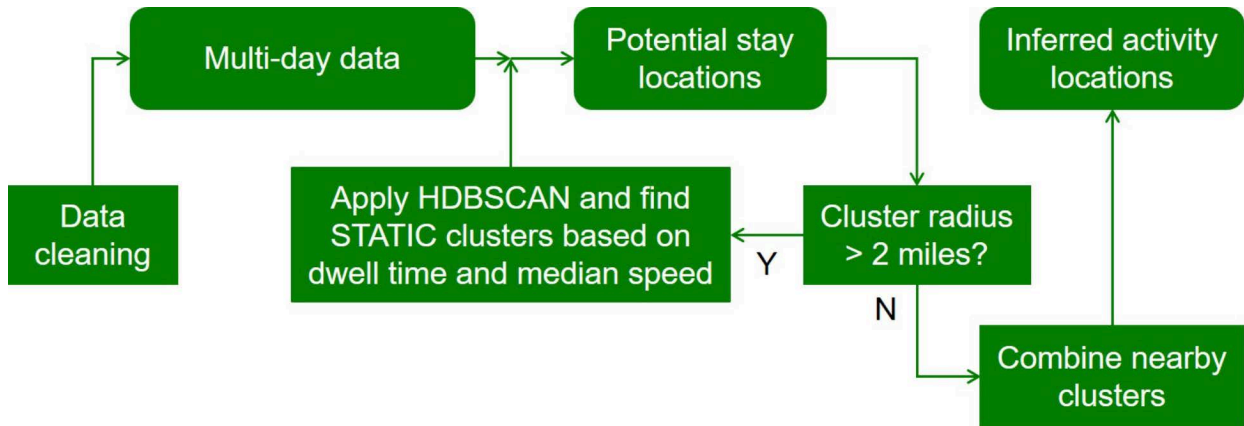 Multi-day data
Potential stay
locations
Inferred activity
locations
Data
cleaning
Apply HDBSCAN and find
STATIC clusters based on
dwell time and median speed
Cluster radius
> 2 miles?
Y
N
Combine nearby
clusters